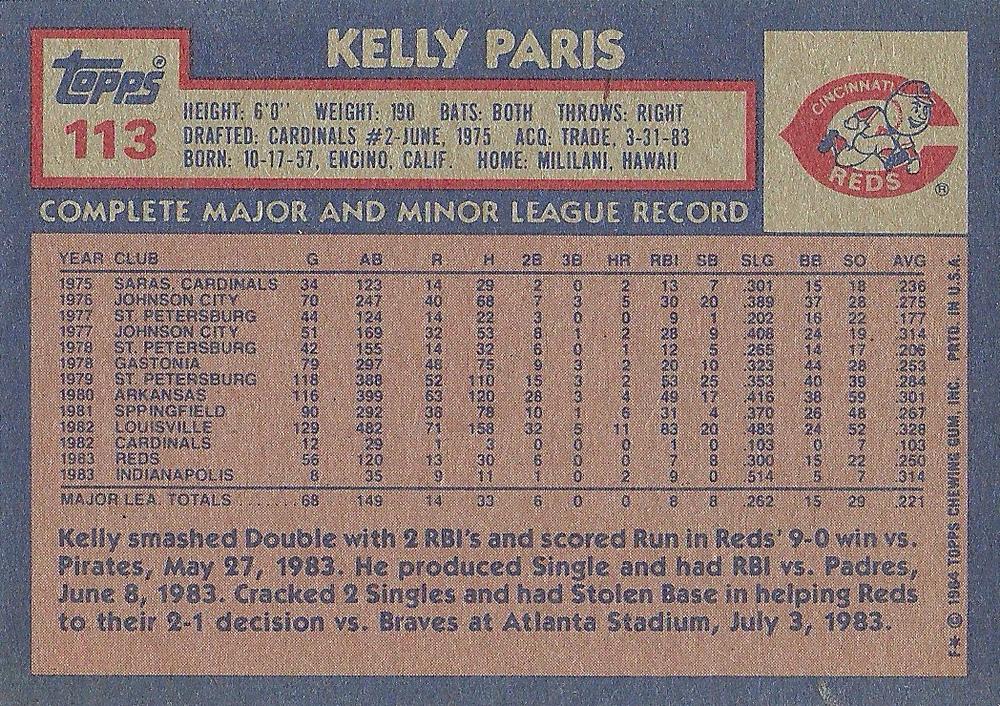 KELLY PARIS
Topps®
113
HEIGHT: 6'0" WEIGHT: 190 BATS: BOTH THROWS: RIGHT
DRAFTED: CARDINALS #2-JUNE, 1975 ACQ: TRADE, 3-31-83
BORN: 10-17-57, ENCINO, CALIF. HOME: MILILANI, HAWAII
CINCINNATI
REDS
®
COMPLETE MAJOR AND MINOR LEAGUE RECORD
YEAR CLUB G AB R H 2B 3B HR RBI SB SLG BB SO AVG
1975 SARAS. CARDINALS 34 123 14 29 2 0 2 13 7 .301 15 18 .236
1976 JOHNSON CITY 70 247 40 68 7 3 5 30 20 .389 37 28 .275
1977 ST. PETERSBURG 44 124 14 22 3 0 0 9 1 .202 16 22 .177
1977 JOHNSON CITY 51 169 32 53 8 1 2 28 9 .408 24 19 .314
1978 ST. PETERSBURG 42 155 14 32 6 0 1 12 5 .265 14 17 .206
1978 GASTONIA 79 297 48 75 9 3 2 20 10 .323 44 28 .253
1979 ST. PETERSBURG 118 388 52 110 15 3 2 53 25 .353 40 39 .284
1980 ARKANSAS 116 399 63 120 28 3 4 49 17 .416 38 59 .301
1981 SPPINGFIELD 90 292 38 78 10 1 6 31 4 .370 26 48 .267
1982 LOUISVILLE 129 482 71 158 32 5 11 83 20 .483 24 52 .328
1982 CARDINALS 12 29 1 3 0 0 0 1 0 .103 0 7 .103
1983 REDS 56 120 13 30 6 0 0 7 8 .300 15 22 .250
1983 INDIANAPOLIS 8 35 9 11 1 0 2 9 0 .514 5 7 .314
MAJOR LEA. TOTALS 68 149 14 33 6 0 0 8 8 .262 15 29 .221
Kelly smashed Double with 2 RBI's and scored Run in Reds' 9-0 win vs.
Pirates, May 27, 1983. He produced Single and had RBI vs. Padres,
June 8, 1983. Cracked 2 Singles and had Stolen Base in helping Reds
to their 2-1 decision vs. Braves at Atlanta Stadium, July 3, 1983.
F✱ © 1984 TOPPS CHEWING GUM, INC. PRTD. IN U.S.A.